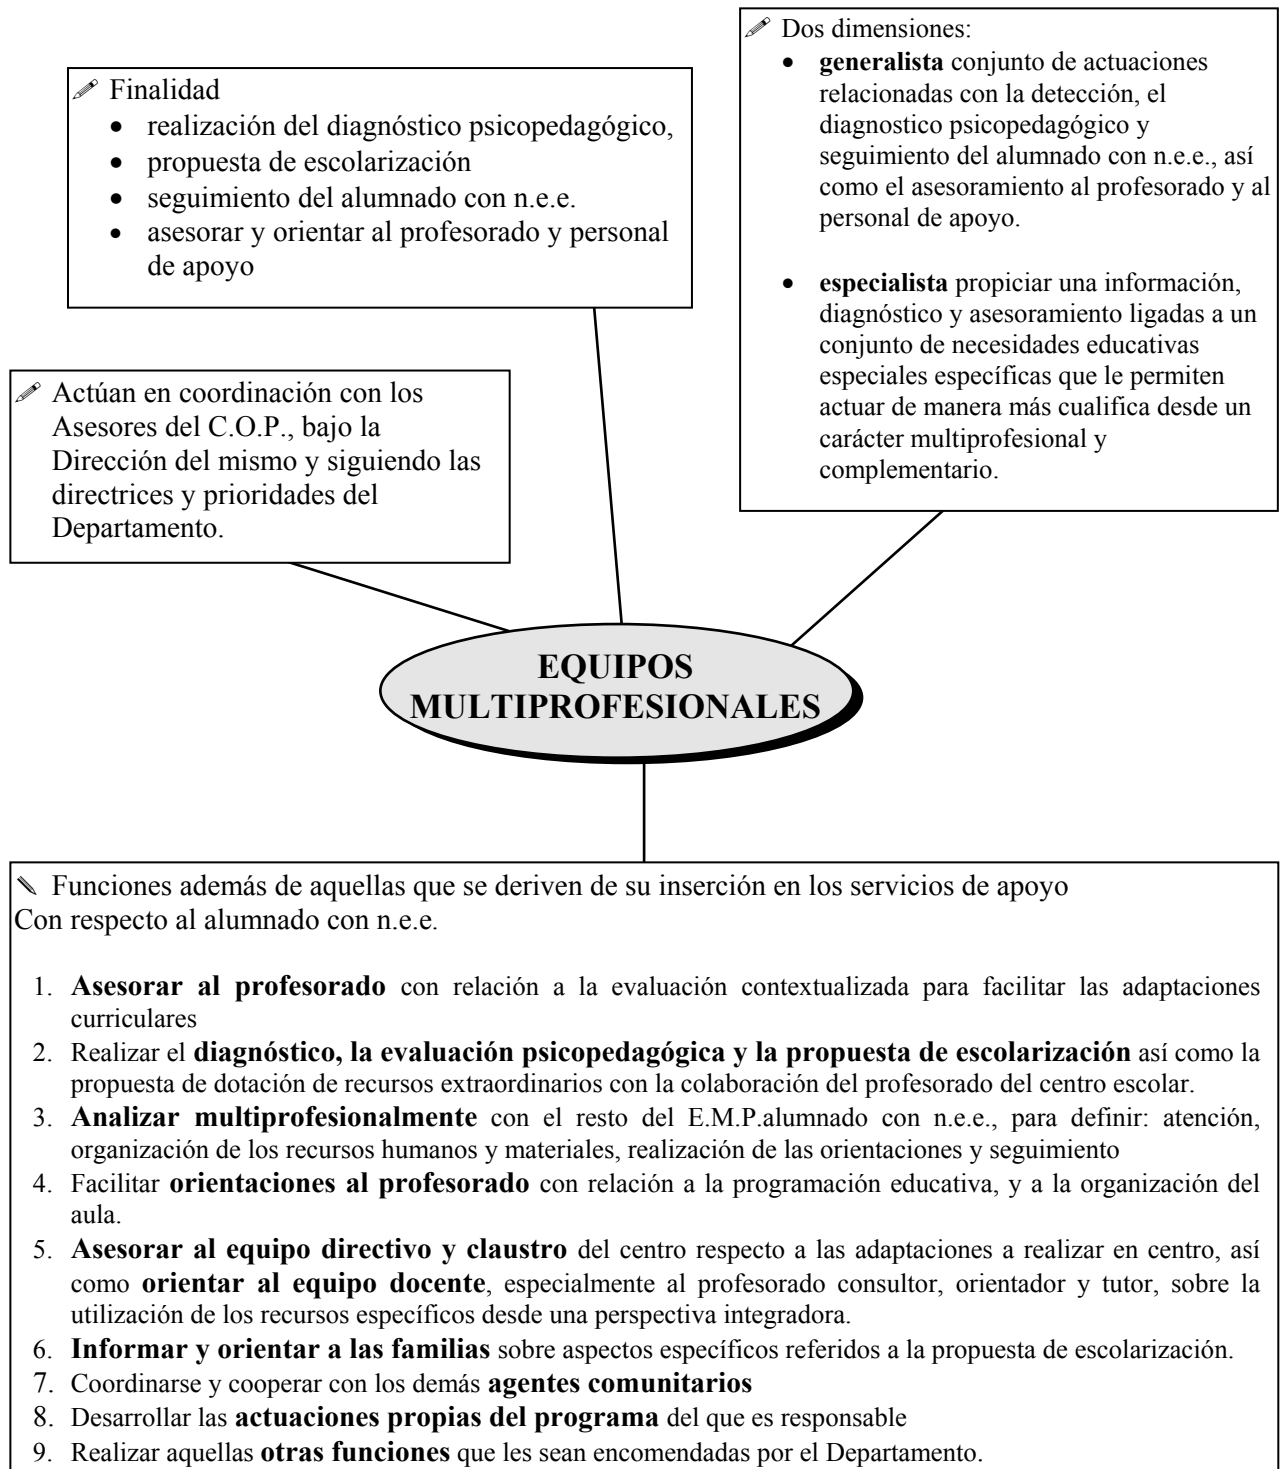 Finalidad
• realización del diagnóstico psicopedagógico,
• propuesta de escolarización
• seguimiento del alumnado con n.e.e.
• asesorar y orientar al profesorado y personal
de apoyo
Dos dimensiones:
• generalista conjunto de actuaciones
relacionadas con la detección, el
diagnostico psicopedagógico y
seguimiento del alumnado con n.e.e., así
como el asesoramiento al profesorado y al
personal de apoyo.
• especialista propiciar una información,
diagnóstico y asesoramiento ligadas a un
conjunto de necesidades educativas
especiales específicas que le permiten
actuar de manera más cualifica desde un
carácter multiprofesional y
complementario.
Actúan en coordinación con los
Asesores del C.O.P., bajo la
Dirección del mismo y siguiendo las
directrices y prioridades del
Departamento.
EQUIPOS
MULTIPROFESIONALES
Funciones además de aquellas que se deriven de su inserción en los servicios de apoyo
Con respecto al alumnado con n.e.e.
1. Asesorar al profesorado con relación a la evaluación contextualizada para facilitar las adaptaciones
curriculares
2. Realizar el diagnóstico, la evaluación psicopedagógica y la propuesta de escolarización así como la
propuesta de dotación de recursos extraordinarios con la colaboración del profesorado del centro escolar.
3. Analizar multiprofesionalmente con el resto del E.M.P.alumnado con n.e.e., para definir: atención,
organización de los recursos humanos y materiales, realización de las orientaciones y seguimiento
4. Facilitar orientaciones al profesorado con relación a la programación educativa, y a la organización del
aula.
5. Asesorar al equipo directivo y claustro del centro respecto a las adaptaciones a realizar en centro, así
como orientar al equipo docente, especialmente al profesorado consultor, orientador y tutor, sobre la
utilización de los recursos específicos desde una perspectiva integradora.
6. Informar y orientar a las familias sobre aspectos específicos referidos a la propuesta de escolarización.
7. Coordinarse y cooperar con los demás agentes comunitarios
8. Desarrollar las actuaciones propias del programa del que es responsable
9. Realizar aquellas otras funciones que les sean encomendadas por el Departamento.